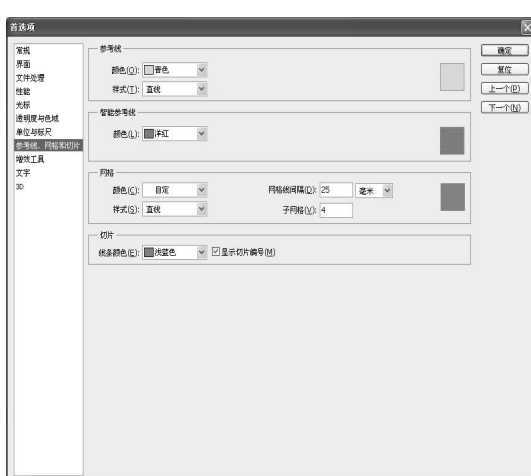 首选项
常规
界面
文件处理
性能
光标
透明度与色域
单位与标尺
参考线、网格和切片
增效工具
文字
3D
参考线
颜色(O): 青色
样式(T): 直线
智能参考线
颜色(L): 洋红
网格
颜色(C): 自定 网格线间隔(D): 25 毫米
样式(S): 直线 子网格(V): 4
切片
线条颜色(E): 浅蓝色 显示切片编号(M)
确定
复位
上一个(P)
下一个(N)